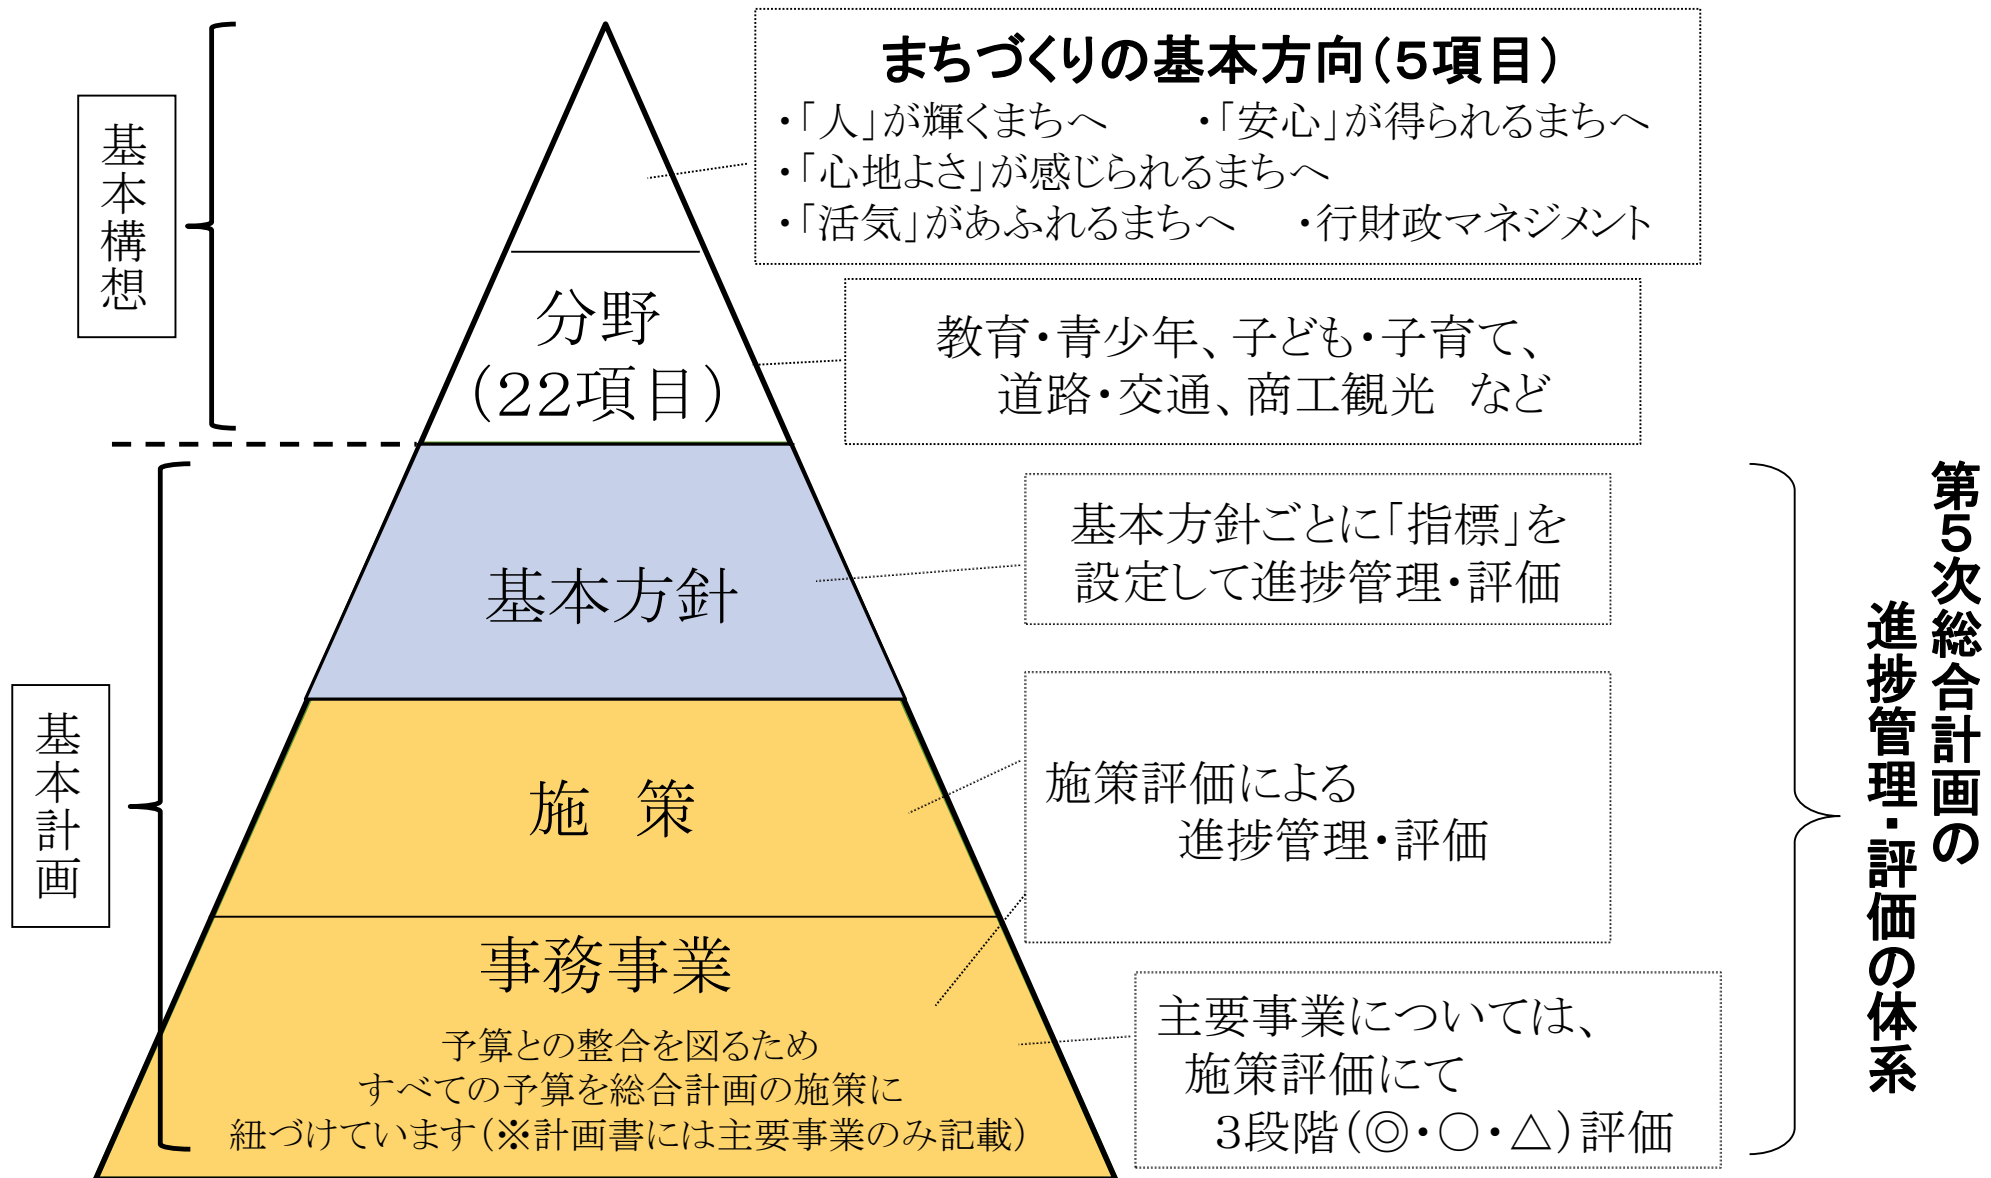 まちづくりの基本方向(5項目)
・「人」が輝くまちへ　　・「安心」が得られるまちへ
・「心地よさ」が感じられるまちへ
・「活気」があふれるまちへ　・行財政マネジメント
基本構想
分野
(22項目)
教育・青少年、子ども・子育て、
道路・交通、商工観光　など
基本方針
基本方針ごとに「指標」を
設定して進捗管理・評価
基本計画
施　策
施策評価による
進捗管理・評価
事務事業
予算との整合を図るため
すべての予算を総合計画の施策に
紐づけています(※計画書には主要事業のみ記載)
主要事業については、
施策評価にて
3段階(◎・○・△)評価
第5次総合計画の
進捗管理・評価の体系